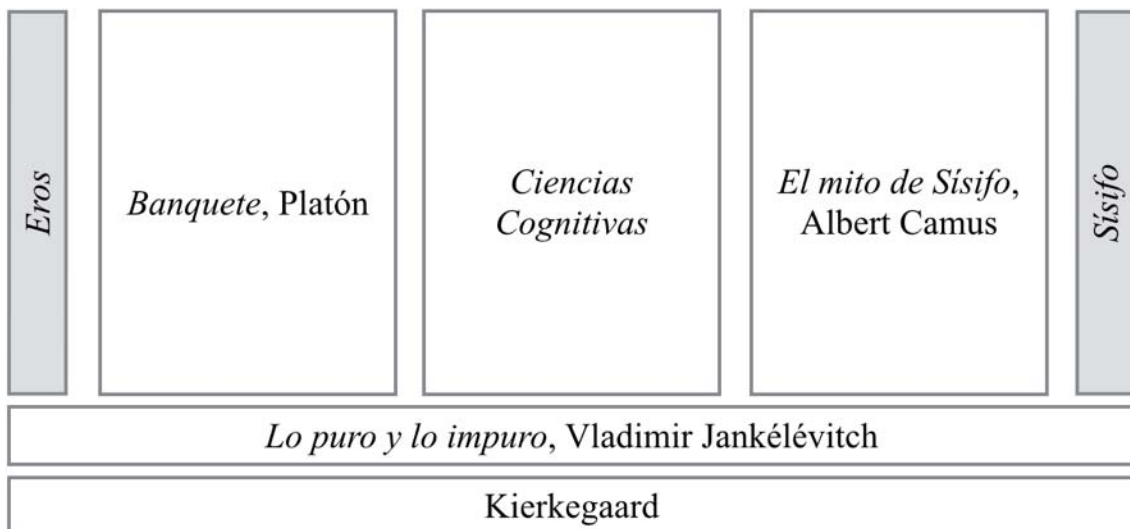 Eros
Banquete, Platón
Ciencias
Cognitivas
El mito de Sísifo,
Albert Camus
Sísifo
Lo puro y lo impuro, Vladimir Jankélévitch
Kierkegaard